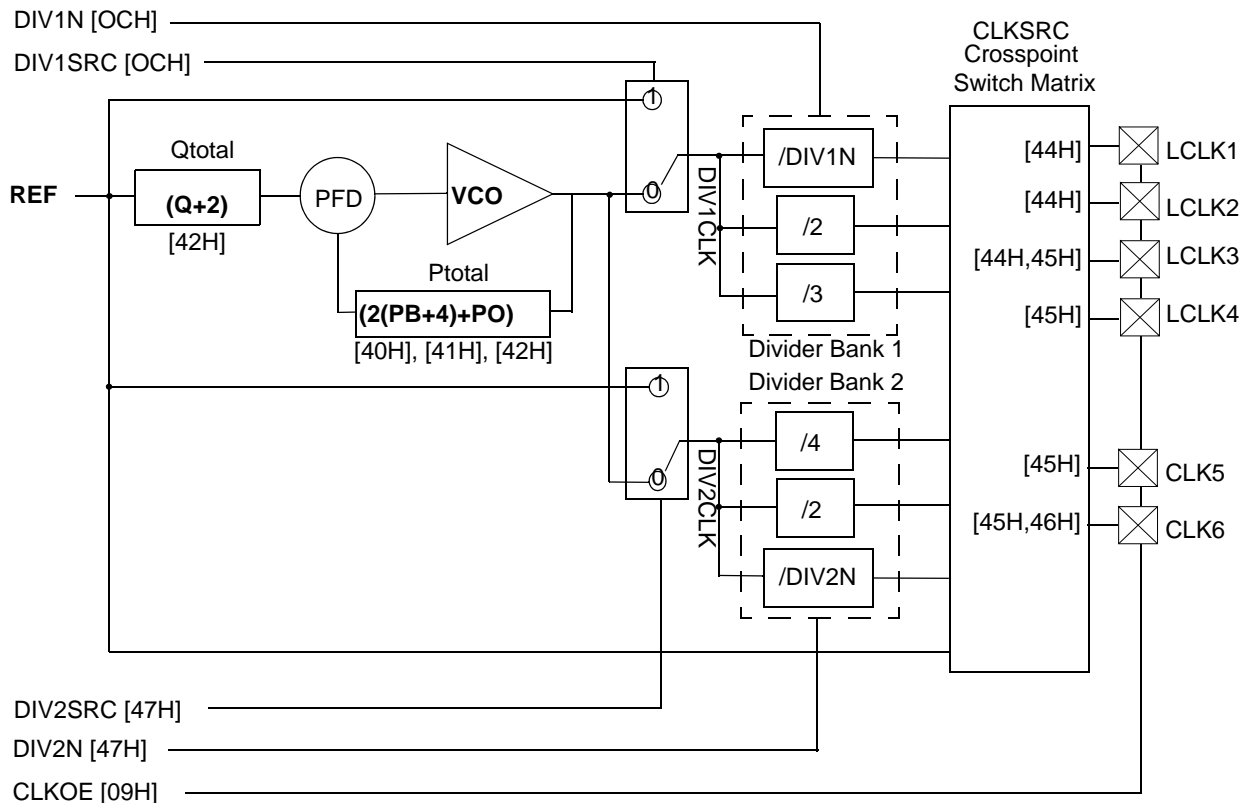 DIV1N [OCH]
DIV1SRC [OCH]
CLKSRC
Crosspoint
Switch Matrix
1
Qtotal
REF
(Q+2)
[42H]
PFD
VCO
0
DIV1CLK
/DIV1N
/2
/3
[44H]
LCLK1
[44H]
LCLK2
[44H,45H]
LCLK3
[45H]
LCLK4
Ptotal
(2(PB+4)+PO)
[40H], [41H], [42H]
Divider Bank 1
Divider Bank 2
1
0
DIV2CLK
/4
/2
/DIV2N
[45H]
CLK5
[45H,46H]
CLK6
DIV2SRC [47H]
DIV2N [47H]
CLKOE [09H]